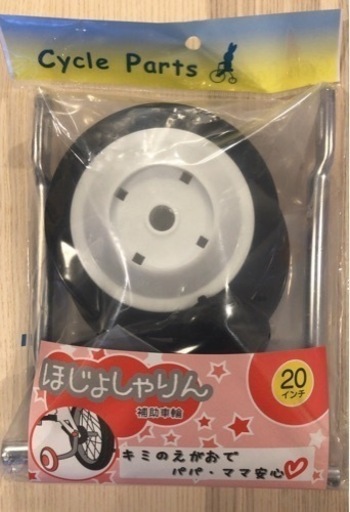 Cycle Parts
ほじょしゃりん
補助車輪
20
インチ
キミのえがおで
パパ・ママ安心♡